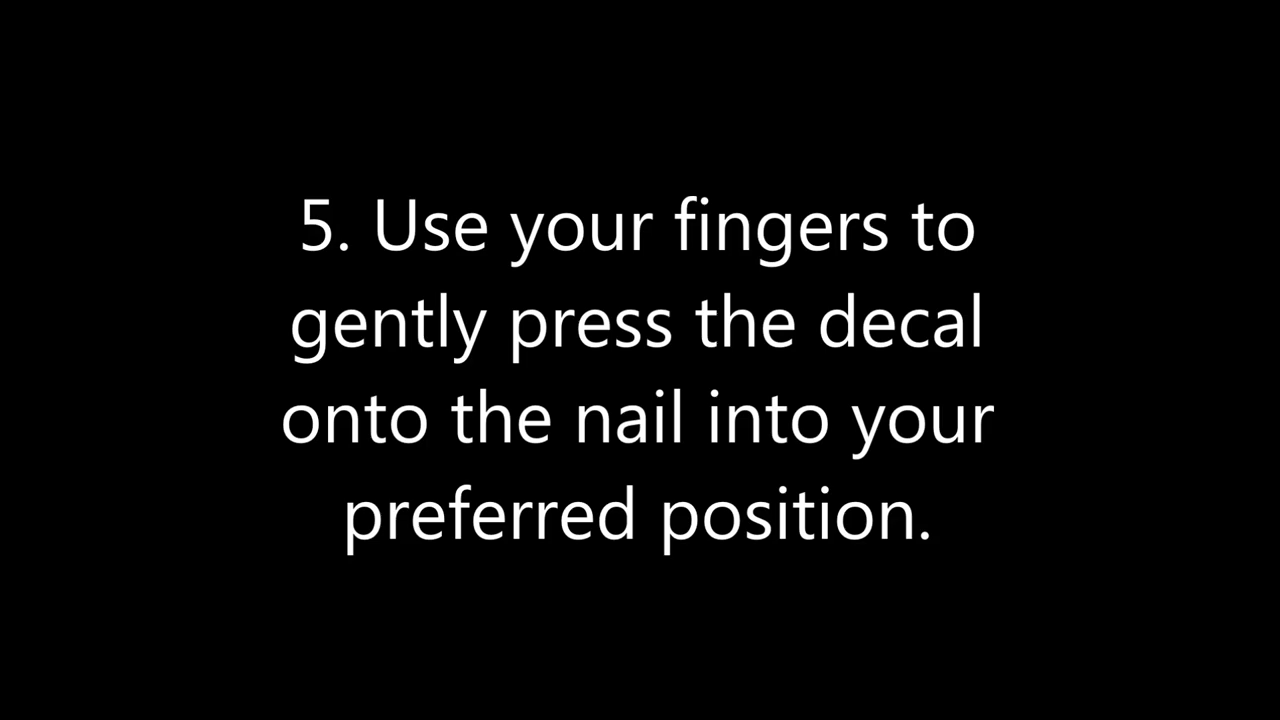 5. Use your fingers to
gently press the decal
onto the nail into your
preferred position.